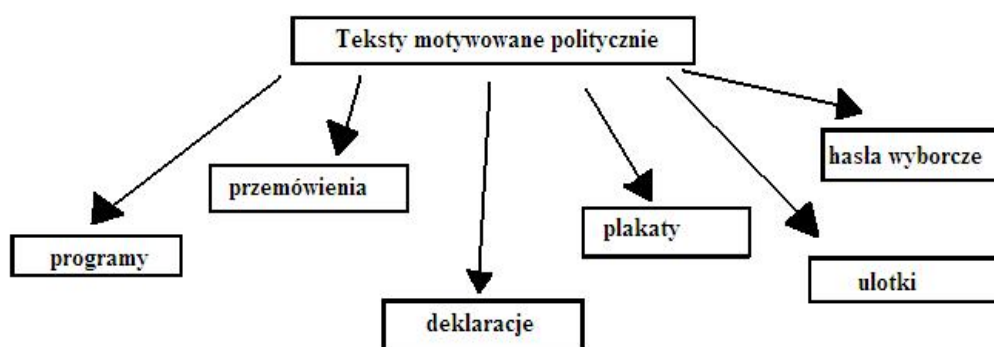 Teksty motywowane politycznie
hasła wyborcze
przemówienia
plakaty
programy
ulotki
deklaracje